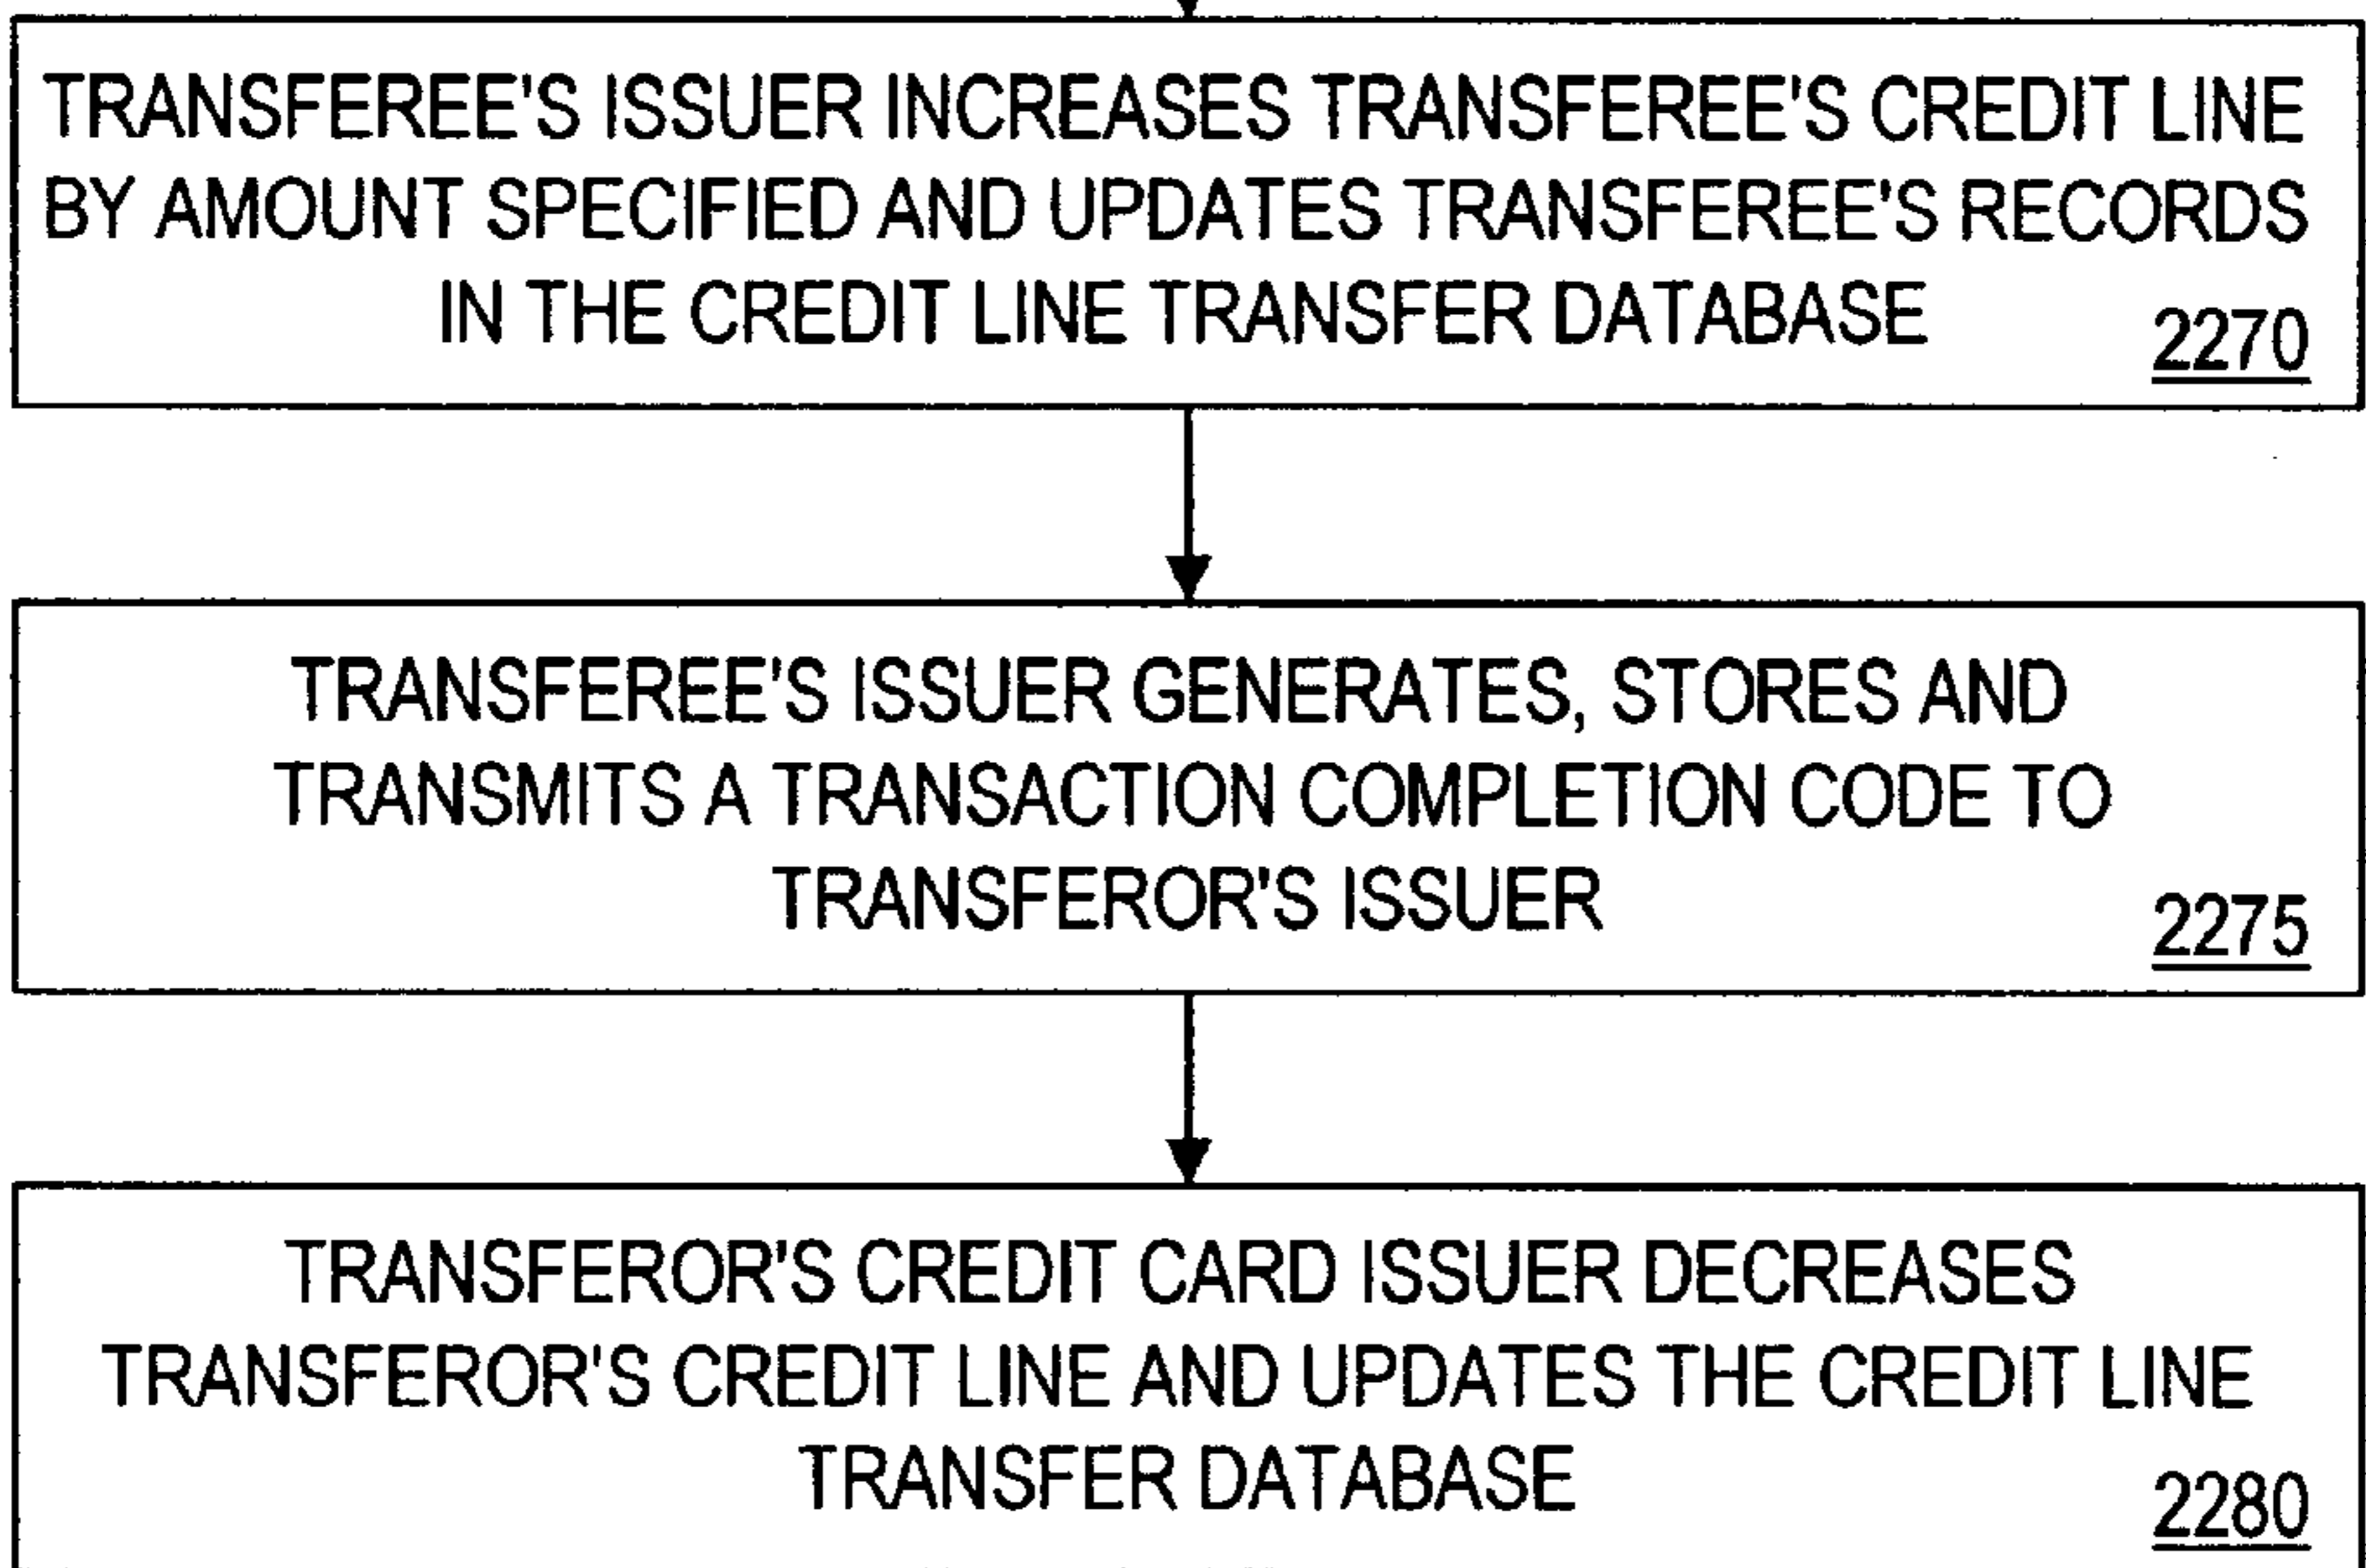 TRANSFEREE'S ISSUER INCREASES TRANSFEREE'S CREDIT LINE
BY AMOUNT SPECIFIED AND UPDATES TRANSFEREE'S RECORDS
IN THE CREDIT LINE TRANSFER DATABASE
2270
TRANSFEREE'S ISSUER GENERATES, STORES AND
TRANSMITS A TRANSACTION COMPLETION CODE TO
TRANSFEROR'S ISSUER
2275
TRANSFEROR'S CREDIT CARD ISSUER DECREASES
TRANSFEROR'S CREDIT LINE AND UPDATES THE CREDIT LINE
TRANSFER DATABASE
2280